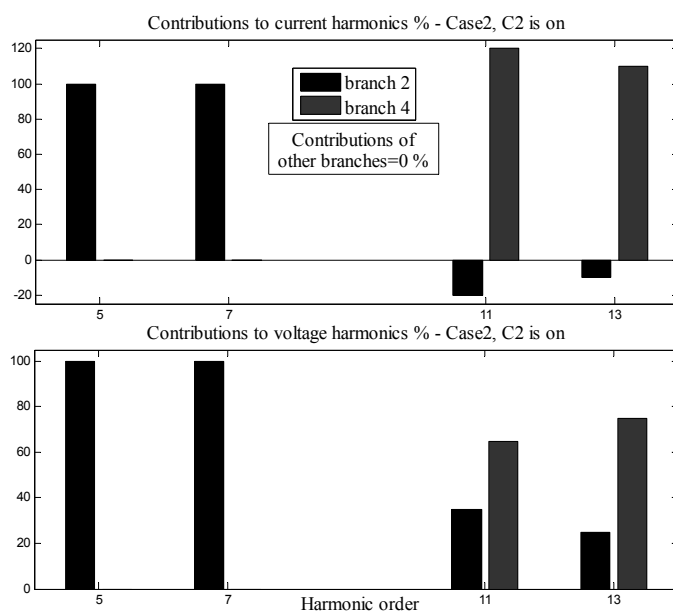 Contributions to current harmonics % - Case2, C2 is on
120
100
80
60
40
20
0
-20
branch 2
branch 4
Contributions of
other branches=0 %
5 7 11 13
Contributions to voltage harmonics % - Case2, C2 is on
100
80
60
40
20
0
5 7 11 13
Harmonic order